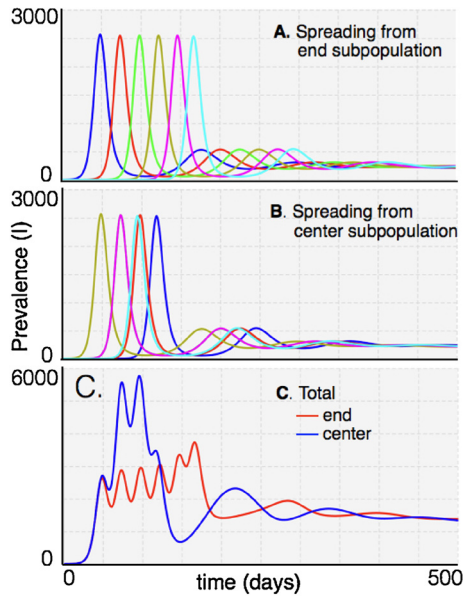 3000
A. Spreading from
end subpopulation
0
3000
B. Spreading from
center subpopulation
Prevalence (I)
0
6000
C.
C. Total
end
center
0
0
time (days)
500